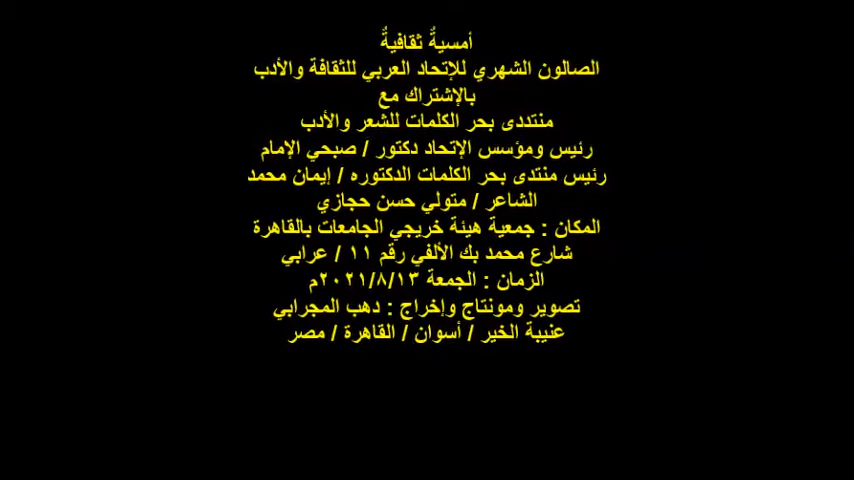 أمسيةٌ ثقافيةٌ
الصالون الشهري للإتحاد العربي للثقافة والأدب
بالإشتراك مع
منتددى بحر الكلمات للشعر والأدب
رئيس ومؤسس الإتحاد دكتور / صبحي الإمام
رئيس منتدى بحر الكلمات الدكتوره / إيمان محمد
الشاعر / متولي حسن حجازي
المكان : جمعية هيئة خريجي الجامعات بالقاهرة
شارع محمد بك الألفي رقم ١١ / عرابي
الزمان : الجمعة ٢٠٢١/٨/١٣م
تصوير ومونتاج وإخراج : دهب المجرابي
عنيبة الخير / أسوان / القاهرة / مصر